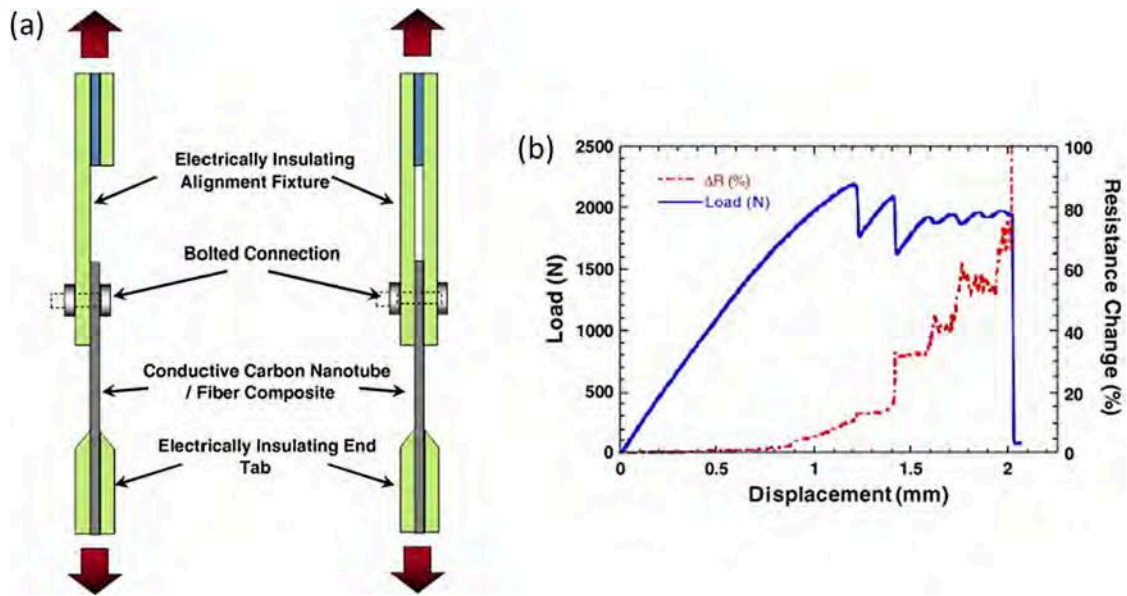 (a)
Electrically Insulating
Alignment Fixture
Bolted Connection
Conductive Carbon Nanotube
/ Fiber Composite
Electrically Insulating End
Tab
(b)
2500
2000
1500
1000
500
0
Load (N)
ΔR (%)
Load (N)
100
80
60
40
20
0
Resistance Change (%)
0
0.5
1
1.5
2
Displacement (mm)